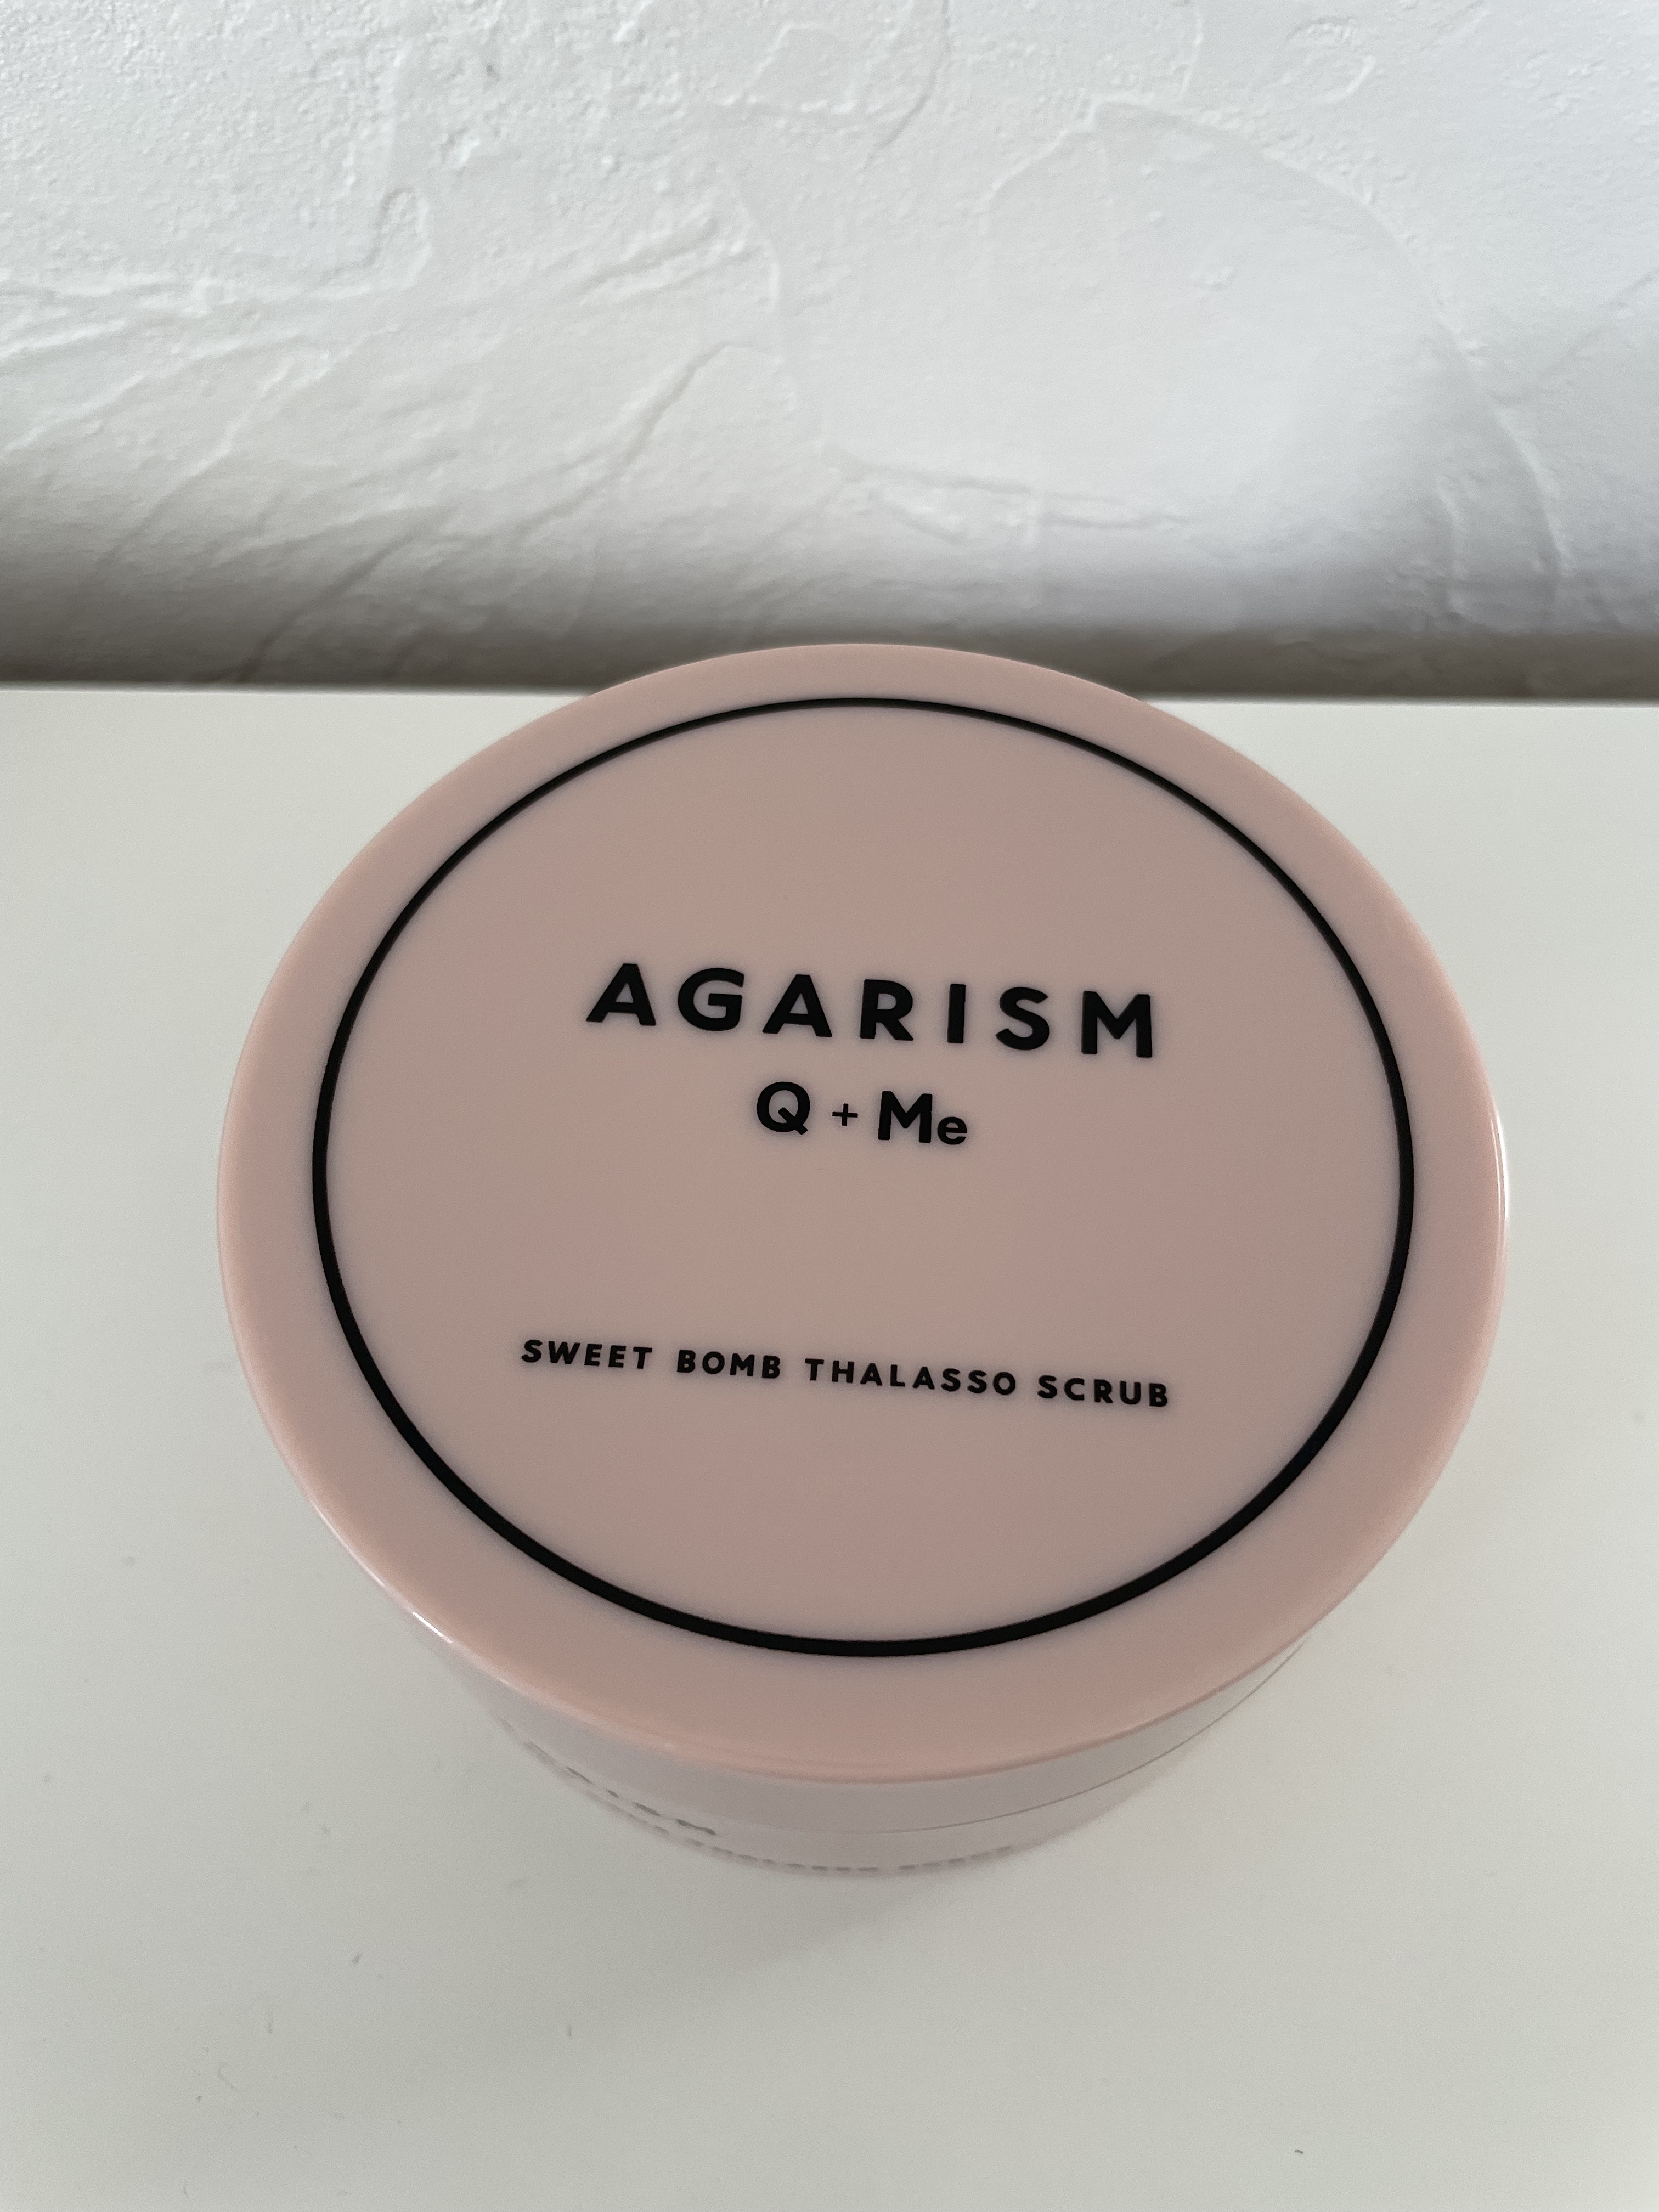 AGARISM
Q + Me
SWEET BOMB THALASSO SCRUB